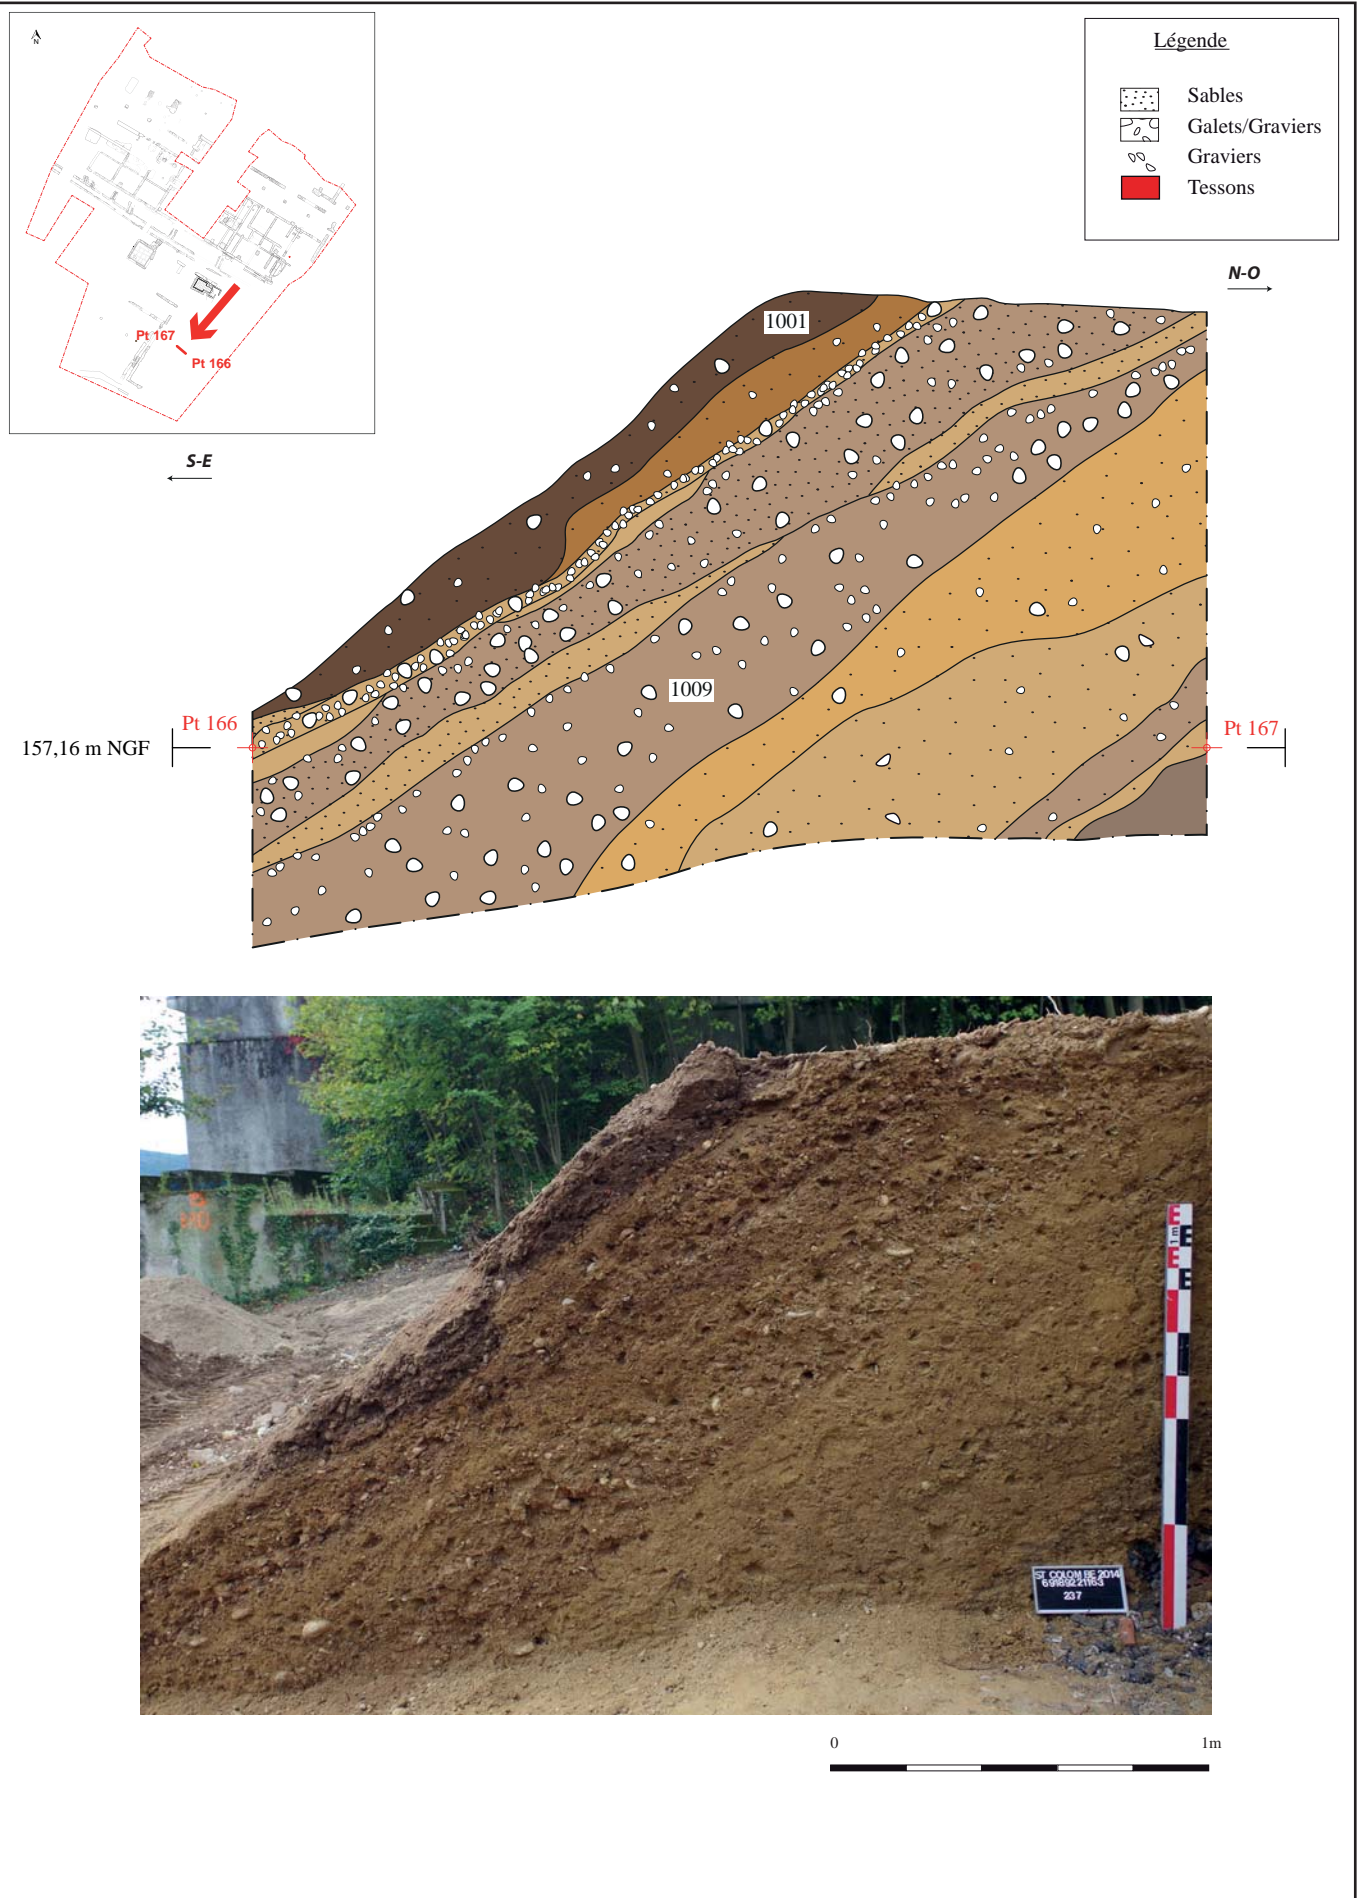 N
Pt 167
Pt 166
Légende
Sables
Galets/Graviers
Graviers
Tessons
N-O
1001
S-E
1009
Pt 166
Pt 167
157,16 m NGF
E
1 m
E
E
E
ST COLOMBE 2014
237
0
1m